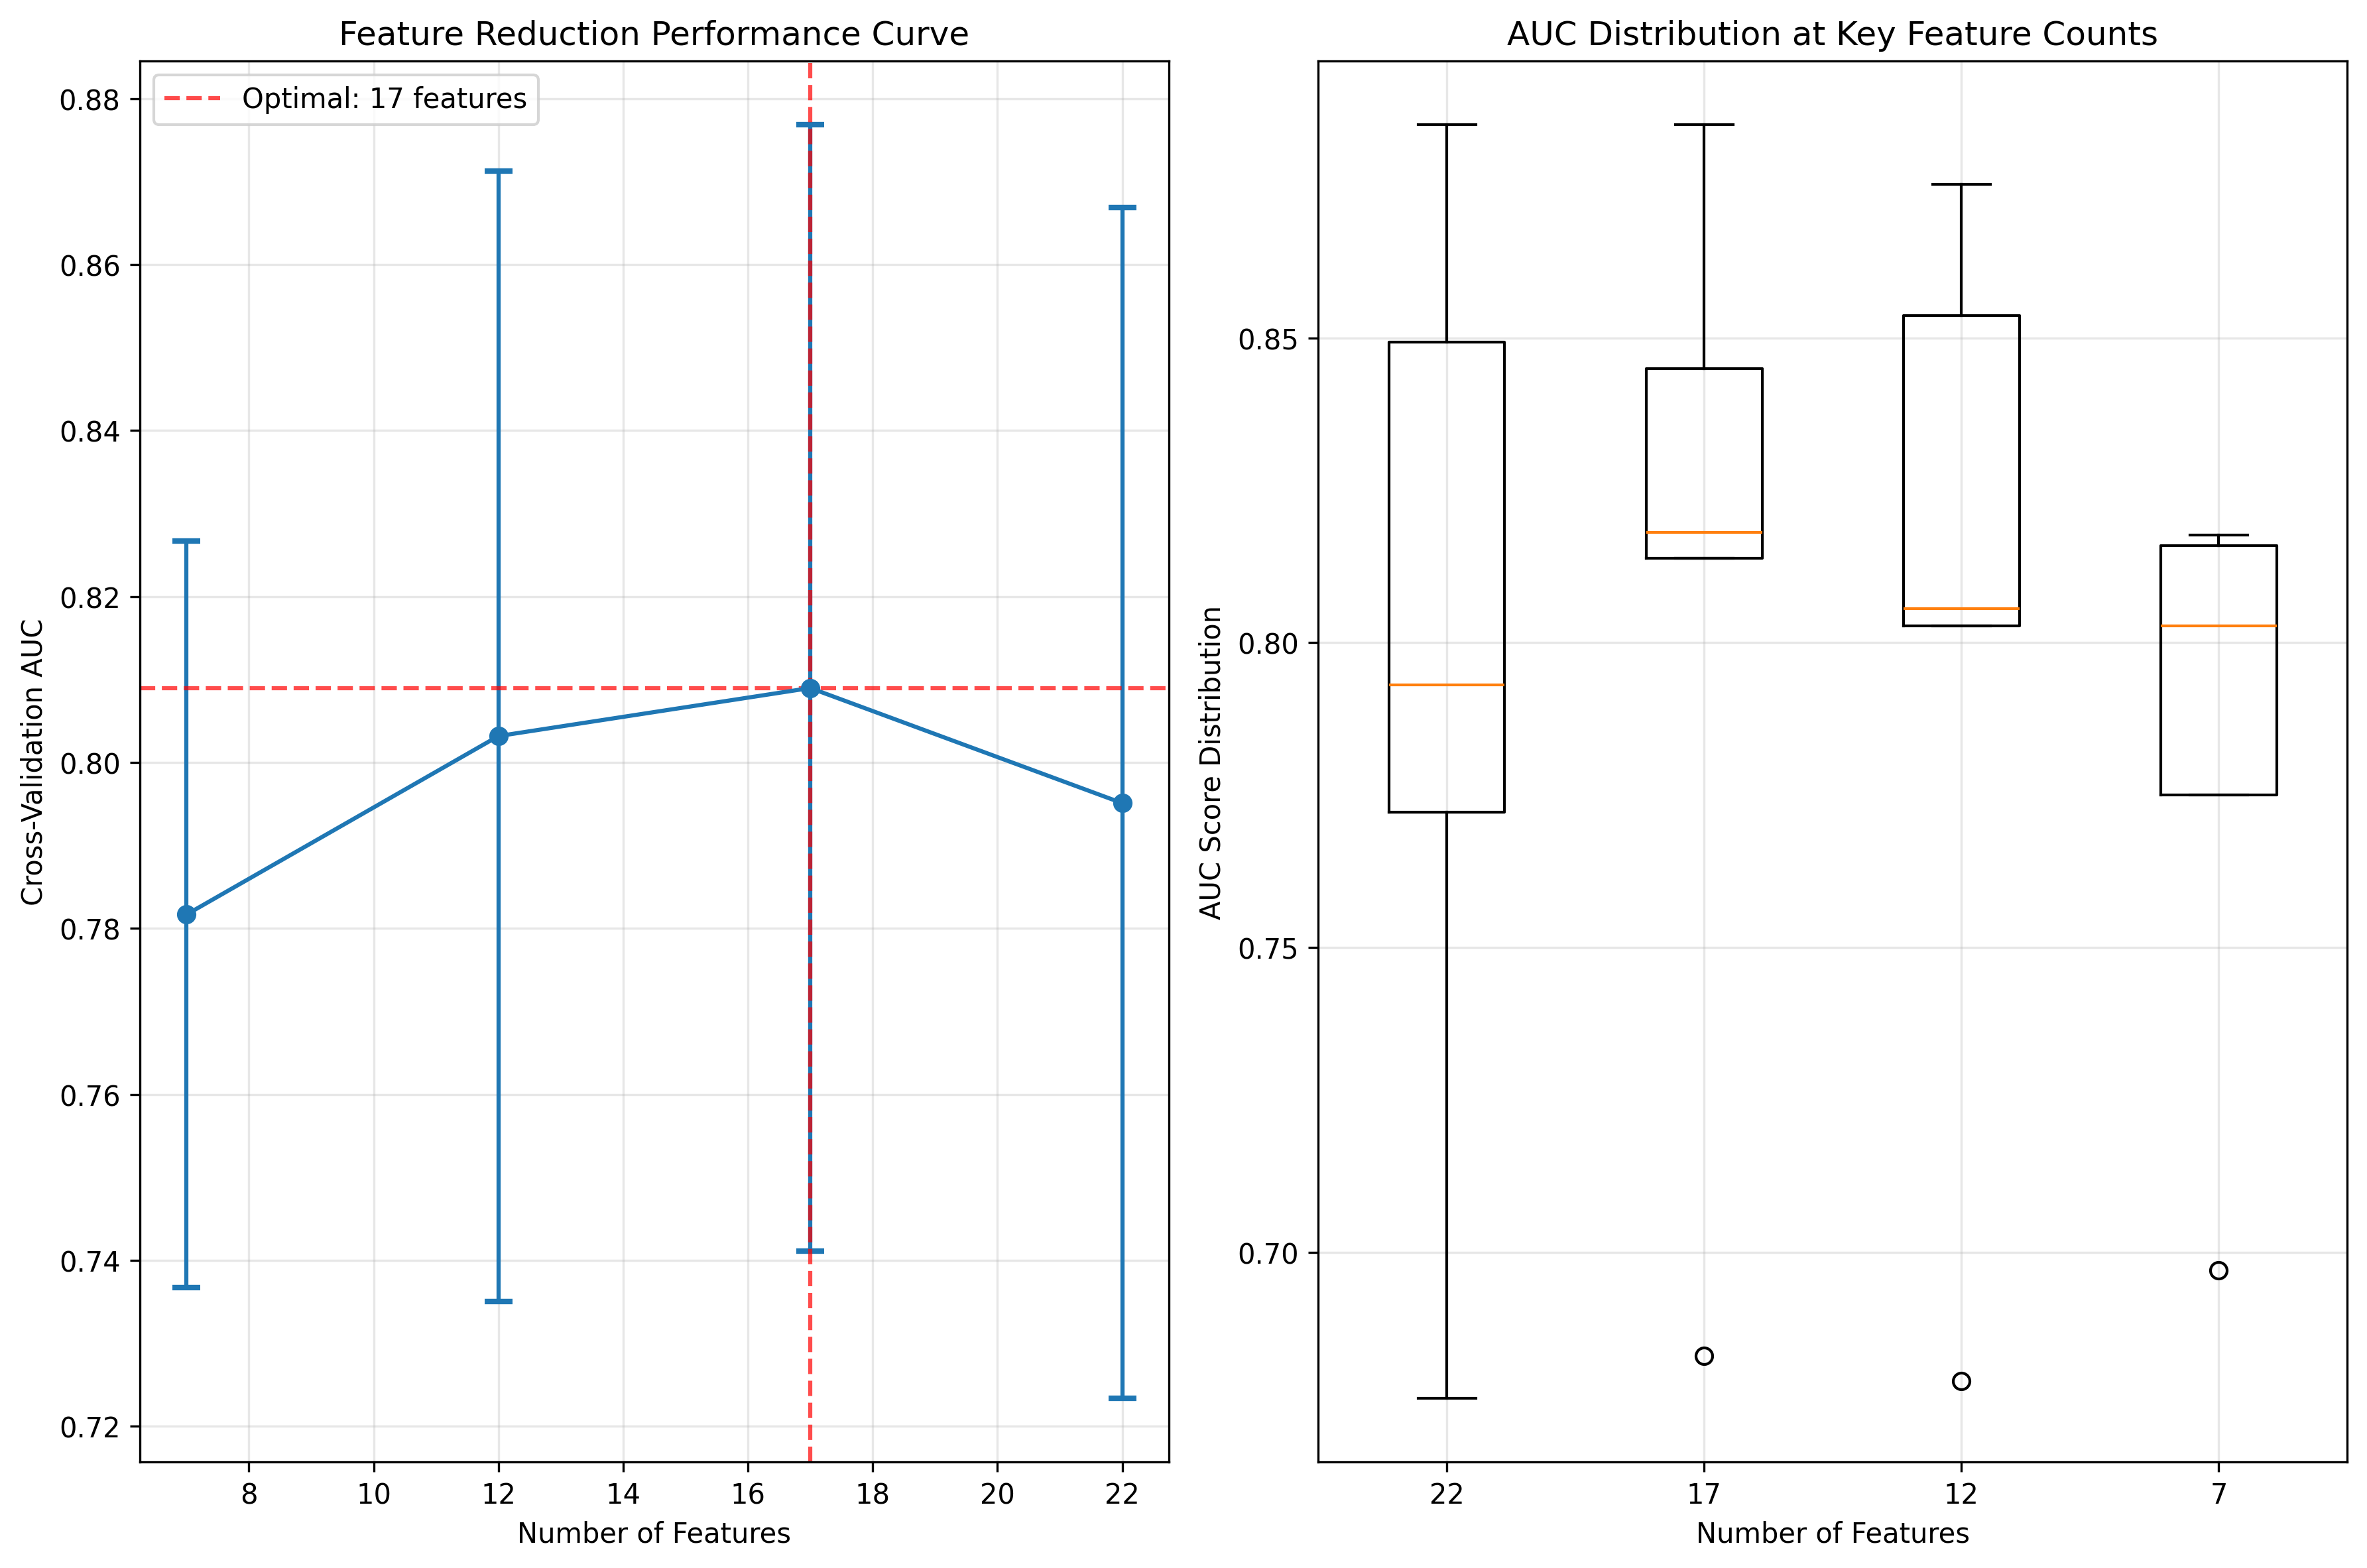 Feature Reduction Performance Curve
Optimal: 17 features
0.88
0.86
0.84
0.82
0.80
0.78
0.76
0.74
0.72
Cross-Validation AUC
8 10 12 14 16 18 20 22
Number of Features
AUC Distribution at Key Feature Counts
0.85
0.80
0.75
0.70
AUC Score Distribution
22 17 12 7
Number of Features